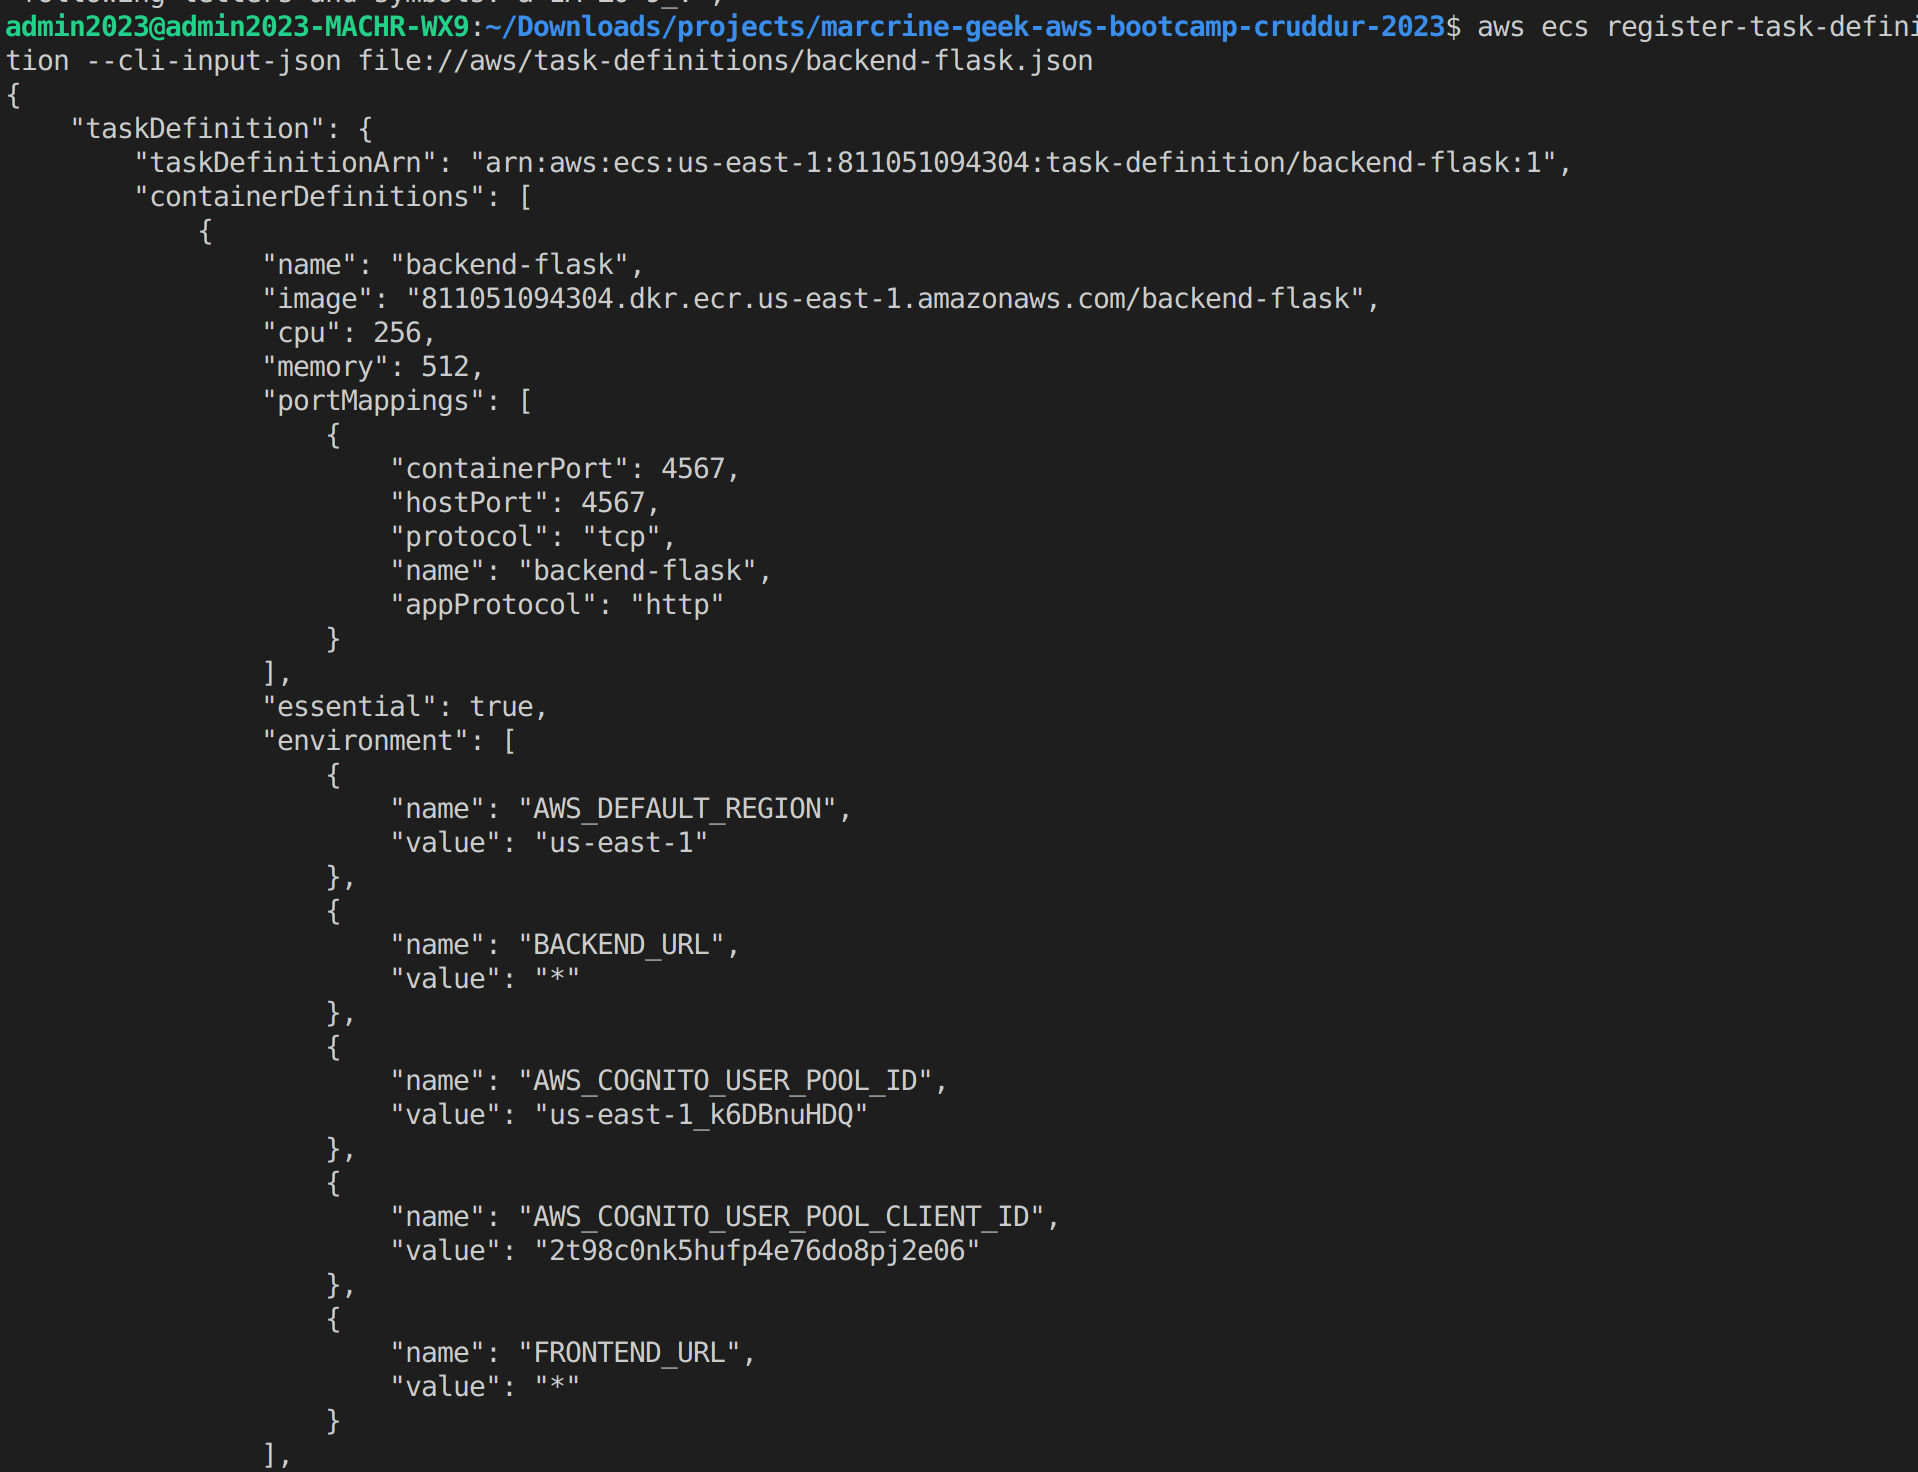 admin2023@admin2023-MACHR-WX9:~/Downloads/projects/marcrine-geek-aws-bootcamp-cruddur-2023$ aws ecs register-task-defini
tion --cli-input-json file://aws/task-definitions/backend-flask.json
{
    "taskDefinition": {
        "taskDefinitionArn": "arn:aws:ecs:us-east-1:811051094304:task-definition/backend-flask:1",
        "containerDefinitions": [
            {
                "name": "backend-flask",
                "image": "811051094304.dkr.ecr.us-east-1.amazonaws.com/backend-flask",
                "cpu": 256,
                "memory": 512,
                "portMappings": [
                    {
                        "containerPort": 4567,
                        "hostPort": 4567,
                        "protocol": "tcp",
                        "name": "backend-flask",
                        "appProtocol": "http"
                    }
                ],
                "essential": true,
                "environment": [
                    {
                        "name": "AWS_DEFAULT_REGION",
                        "value": "us-east-1"
                    },
                    {
                        "name": "BACKEND_URL",
                        "value": "*"
                    },
                    {
                        "name": "AWS_COGNITO_USER_POOL_ID",
                        "value": "us-east-1_k6DBnuHDQ"
                    },
                    {
                        "name": "AWS_COGNITO_USER_POOL_CLIENT_ID",
                        "value": "2t98c0nk5hufp4e76do8pj2e06"
                    },
                    {
                        "name": "FRONTEND_URL",
                        "value": "*"
                    }
                ],